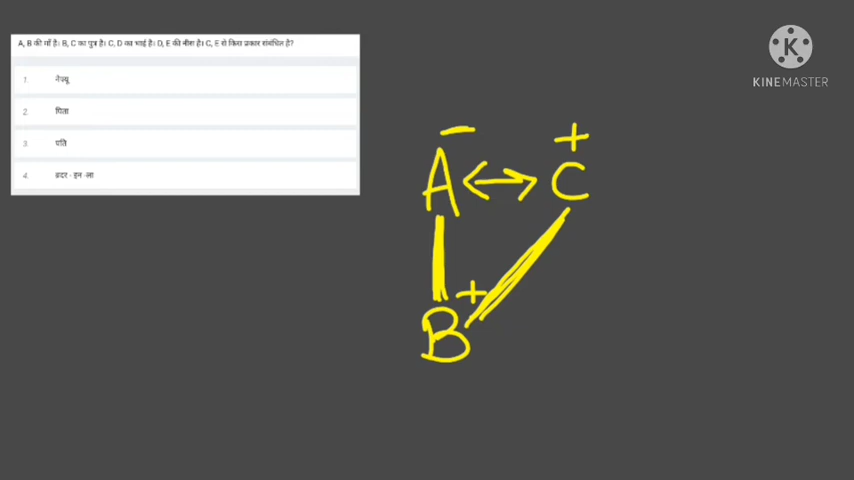 A, B की माँ है। B, C का पुत्र है। C, D का भाई है। D, E की नीस है। C, E से किस प्रकार संबंधित है?
1. नेफ्यू
2. पिता
3. पति
4. ब्रदर - इन -ला
K
KINEMASTER
− +
A ↔ C
+
B